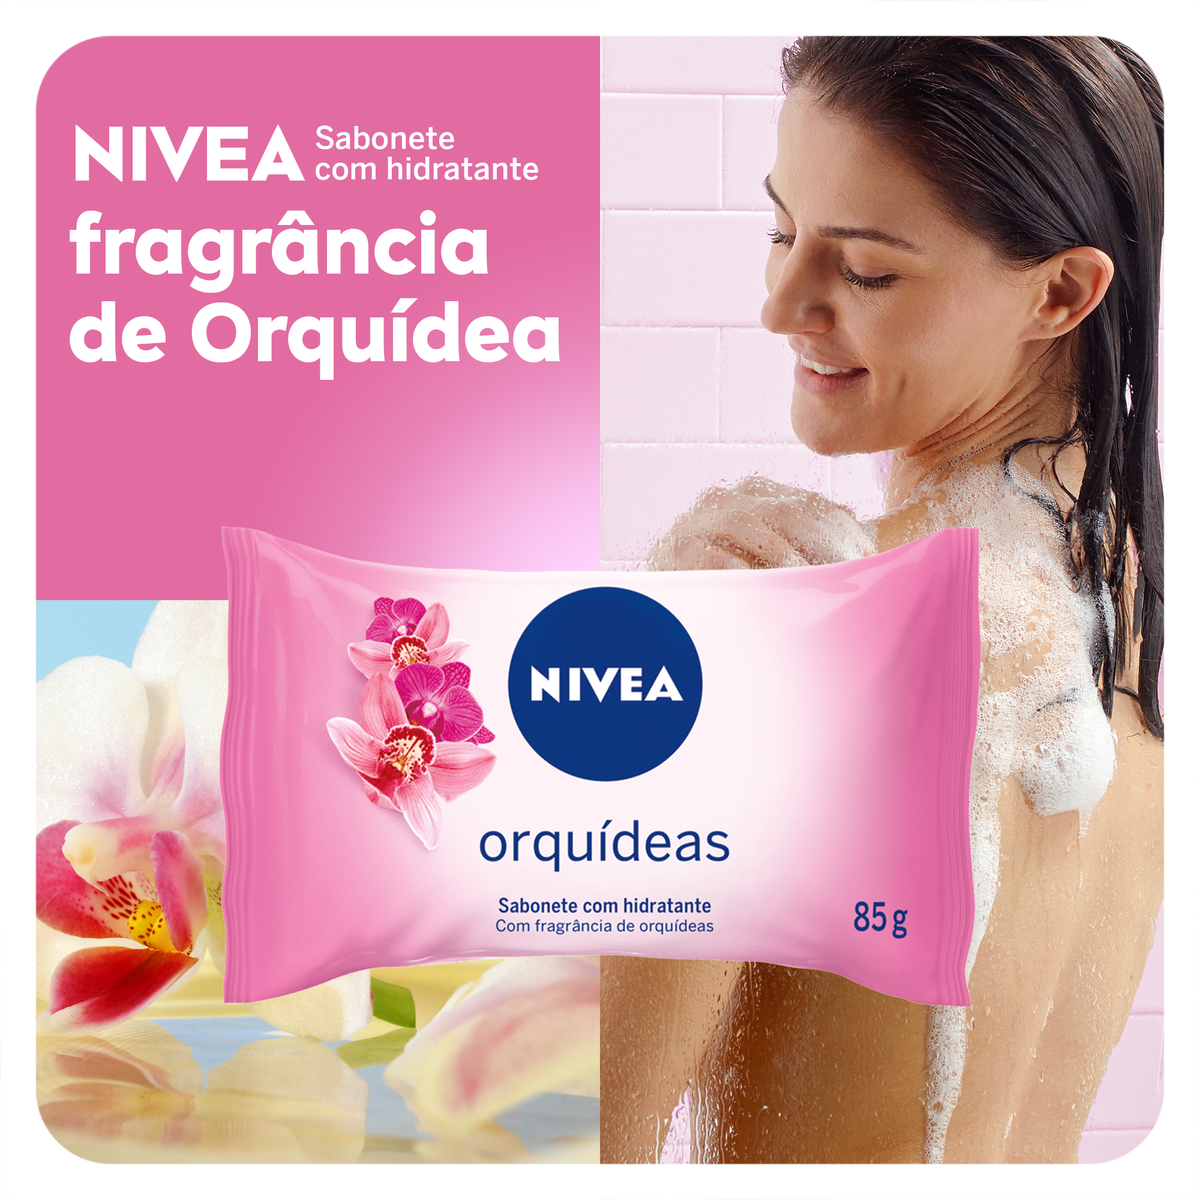 NIVEA Sabonete
com hidratante
fragrância
de Orquídea
NIVEA
orquídeas
Sabonete com hidratante
Com fragrância de orquídeas
85g